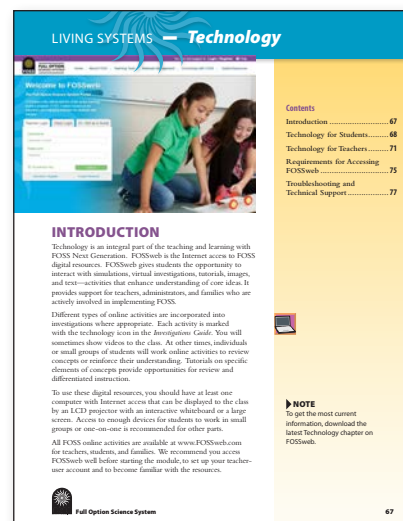 LIVING SYSTEMS — Technology
FULL OPTION
Welcome to FOSSweb
Contents
Introduction ..................... 67
Technology for Students......... 68
Technology for Teachers......... 71
Requirements for Accessing
FOSSweb ....................... 75
Troubleshooting and
Technical Support................. 77
INTRODUCTION
Technology is an integral part of the teaching and learning with
FOSS Next Generation. FOSSweb is the Internet access to FOSS
digital resources. FOSSweb gives students the opportunity to
interact with simulations, virtual investigations, tutorials, images,
and text—activities that enhance understanding of core ideas. It
provides support for teachers, administrators, and families who are
actively involved in implementing FOSS.
Different types of online activities are incorporated into
investigations where appropriate. Each activity is marked
with the technology icon in the Investigations Guide. You will
sometimes show videos to the class. At other times, individuals
or small groups of students will work online activities to review
concepts or reinforce their understanding. Tutorials on specific
elements of concepts provide opportunities for review and
differentiated instruction.
To use these digital resources, you should have at least one
computer with Internet access that can be displayed to the class
by an LCD projector with an interactive whiteboard or a large
screen. Access to enough devices for students to work in small
groups or one-on-one is recommended for other parts.
All FOSS online activities are available at www.FOSSweb.com
for teachers, students, and families. We recommend you access
FOSSweb well before starting the module, to set up your teacher-
user account and to become familiar with the resources.
NOTE
To get the most current
information, download the
latest Technology chapter on
FOSSweb.
Full Option Science System
67